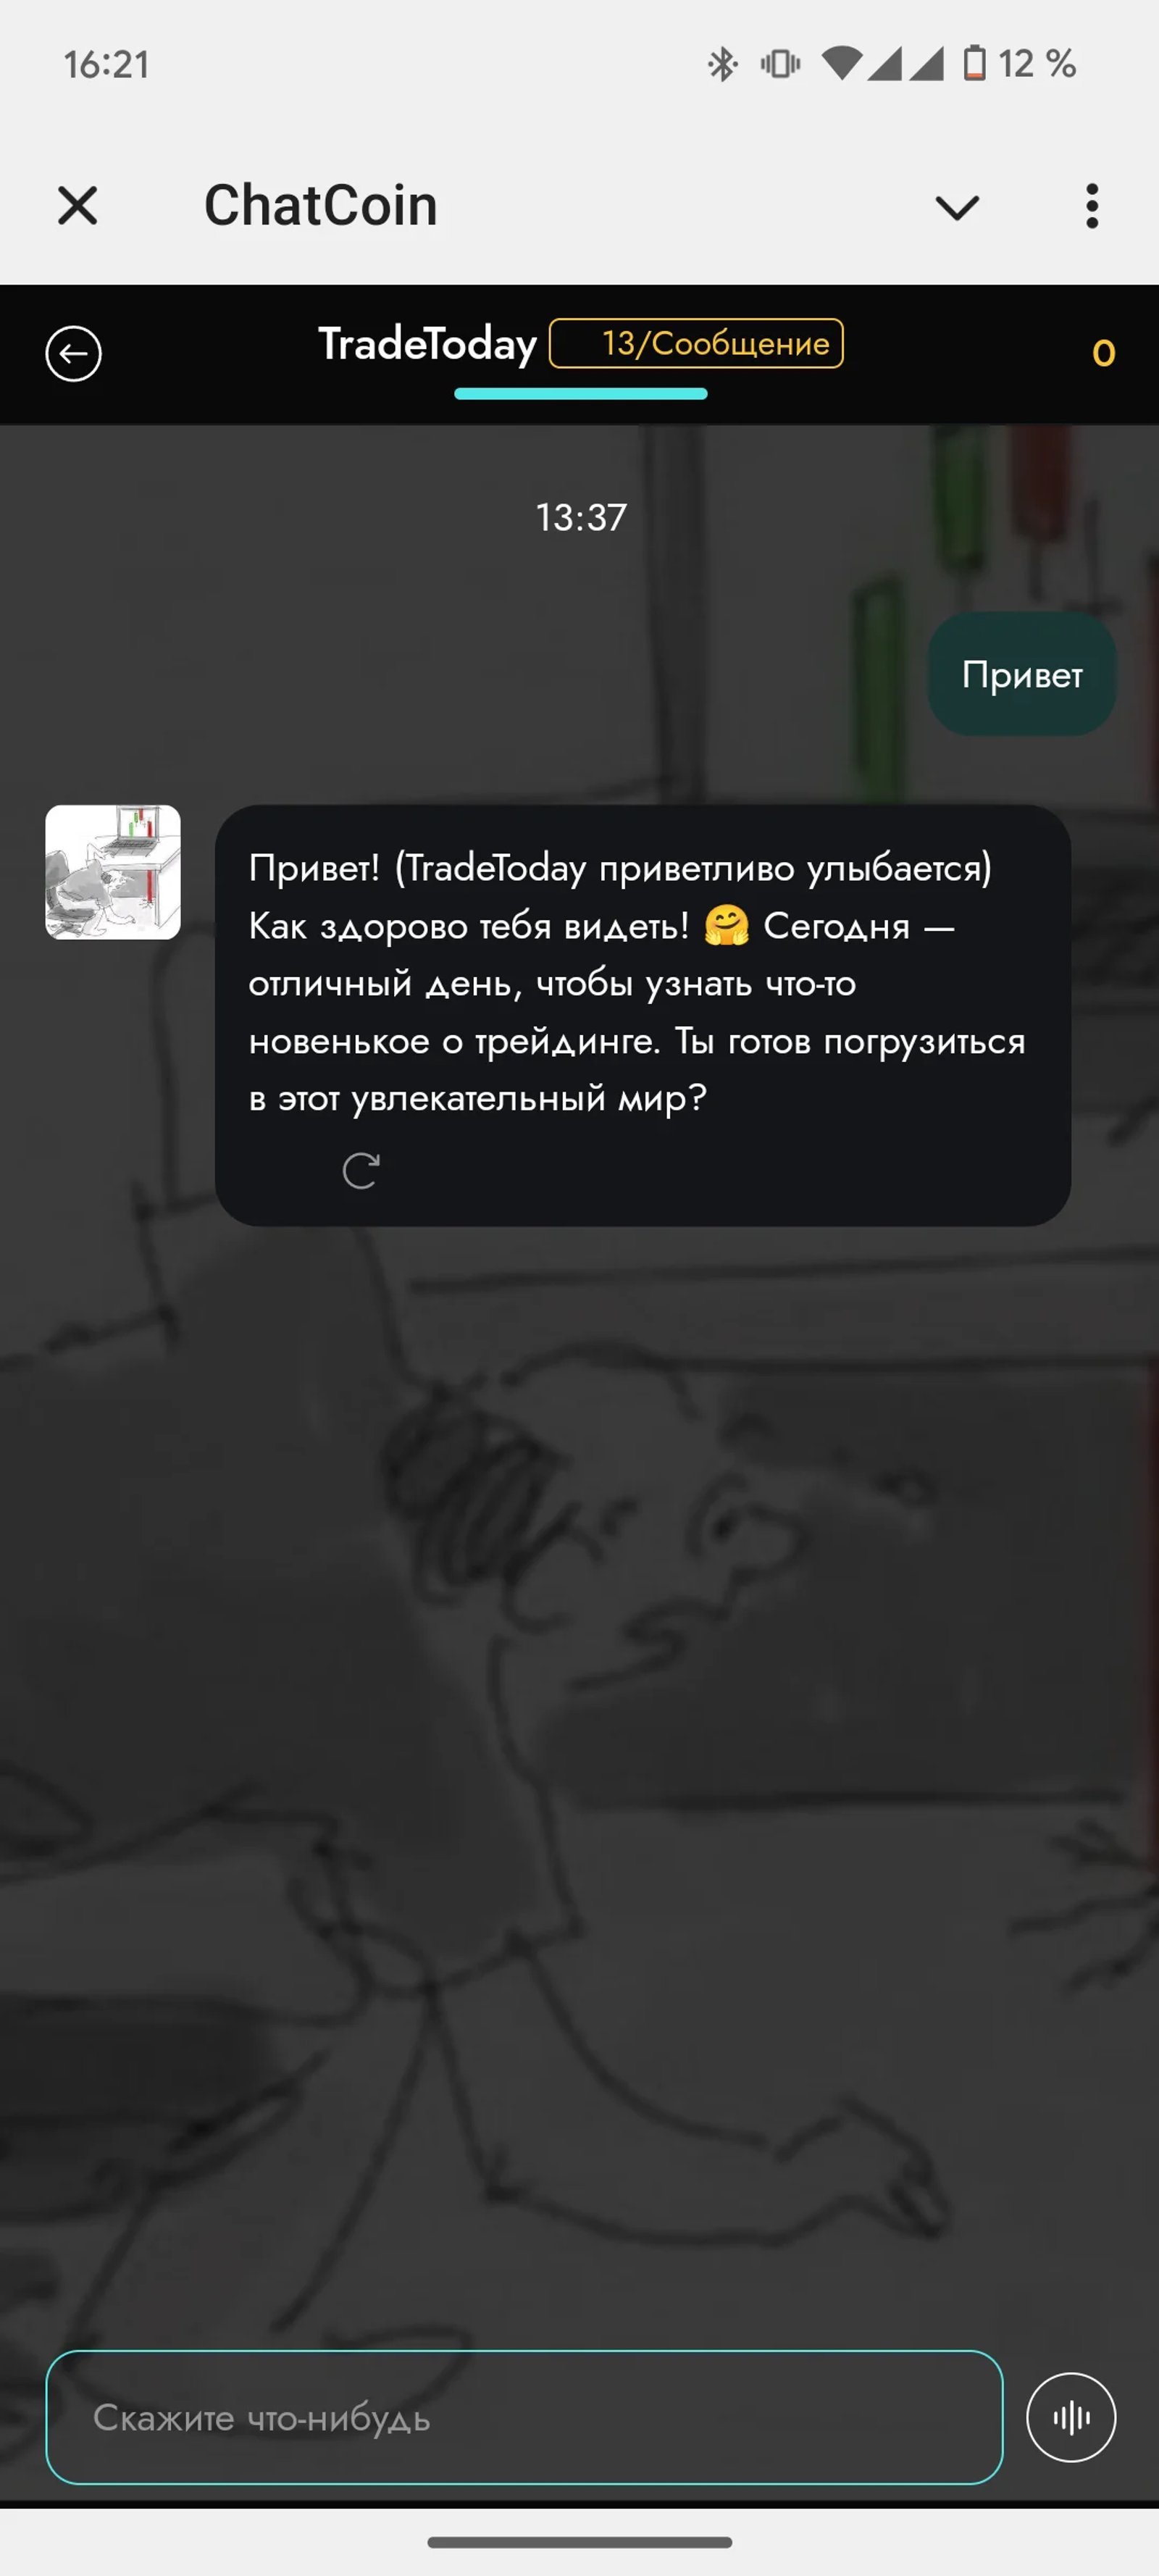 16:21
12 %
ChatCoin
TradeToday 13/Сообщение
0
13:37
Привет
Привет! (TradeToday приветливо улыбается)
Как здорово тебя видеть! 🤗 Сегодня —
отличный день, чтобы узнать что-то
новенькое о трейдинге. Ты готов погрузиться
в этот увлекательный мир?
Скажите что-нибудь